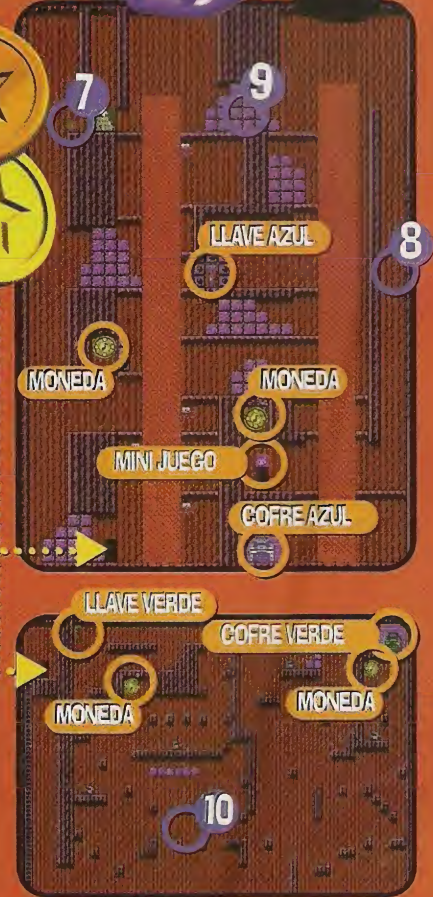 7
9
LLAVE AZUL
8
MONEDA
MONEDA
MINI JUEGO
COFRE AZUL
LLAVE VERDE
COFRE VERDE
MONEDA
MONEDA
10